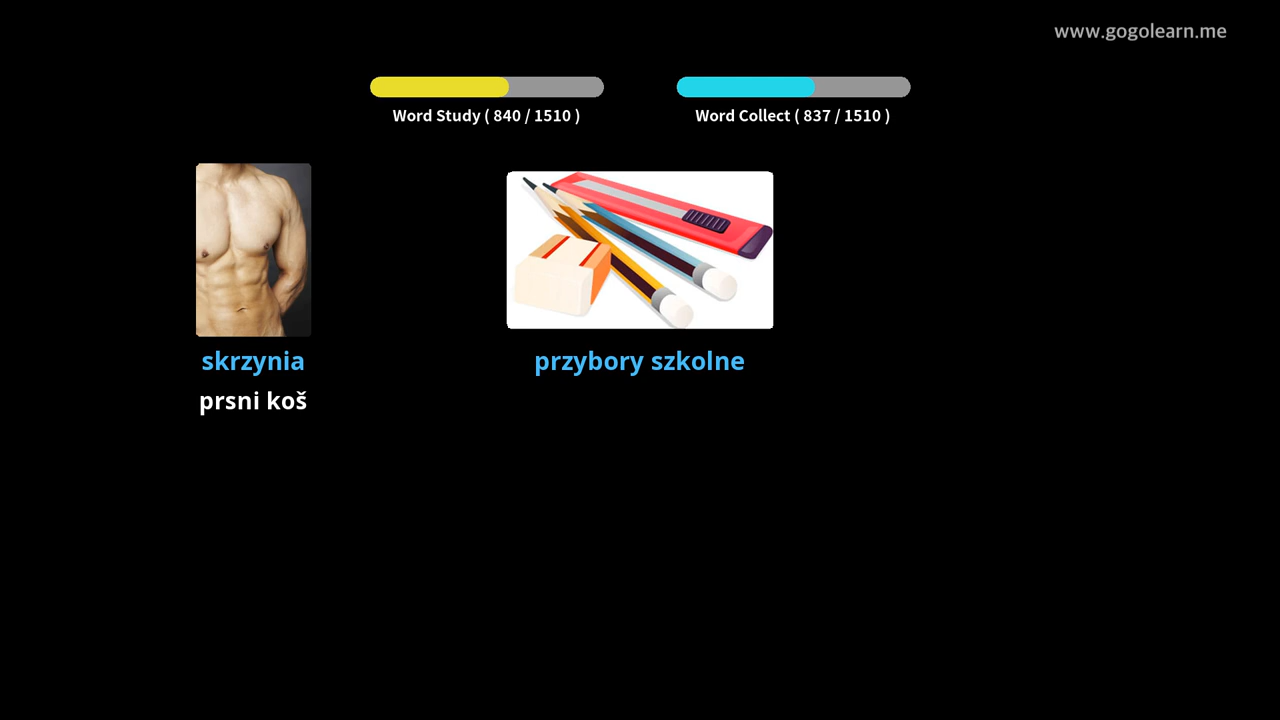 www.gogolearn.me
Word Study ( 840 / 1510 )
Word Collect ( 837 / 1510 )
skrzynia
przybory szkolne
prsni koš